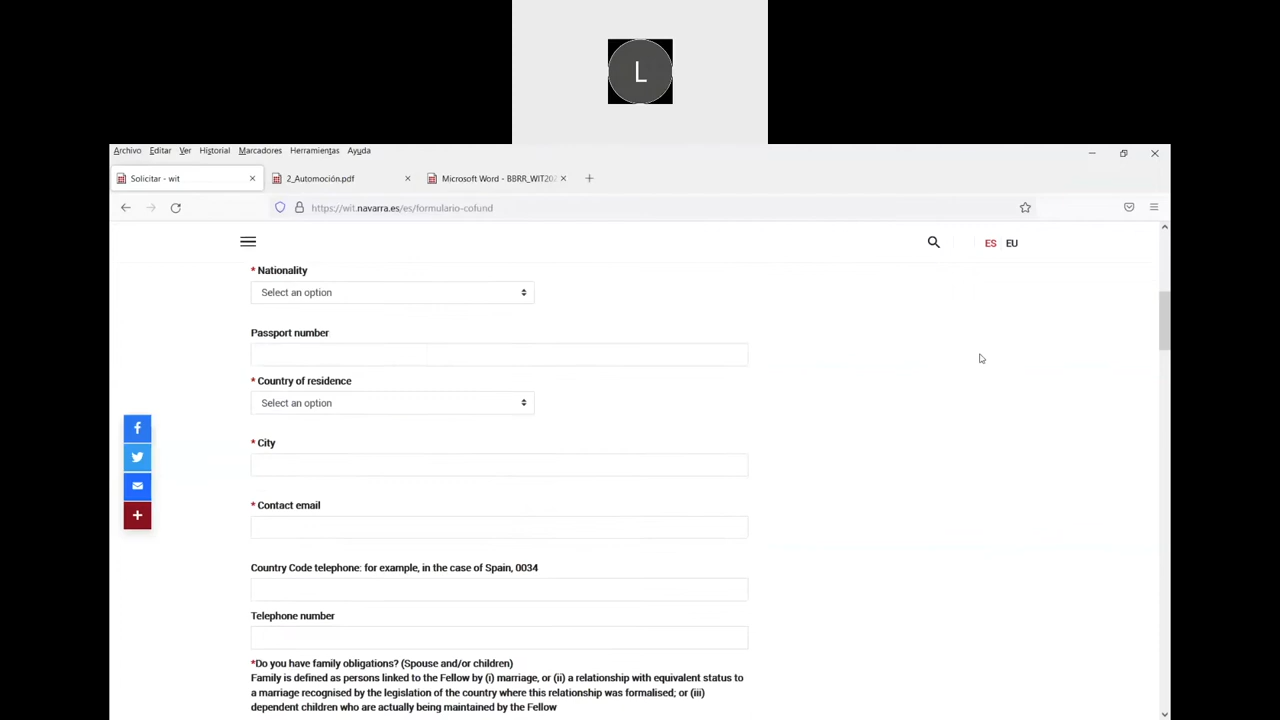 L
Archivo Editar Ver Historial Marcadores Herramientas Ayuda
Solicitar - wit
2_Automoción.pdf
Microsoft Word - BBRR_WIT202
https://wit.navarra.es/es/formulario-cofund
ES EU
* Nationality
Select an option
Passport number
* Country of residence
Select an option
* City
* Contact email
Country Code telephone: for example, in the case of Spain, 0034
Telephone number
*Do you have family obligations? (Spouse and/or children)
Family is defined as persons linked to the Fellow by (i) marriage, or (ii) a relationship with equivalent status to
a marriage recognised by the legislation of the country where this relationship was formalised; or (iii)
dependent children who are actually being maintained by the Fellow